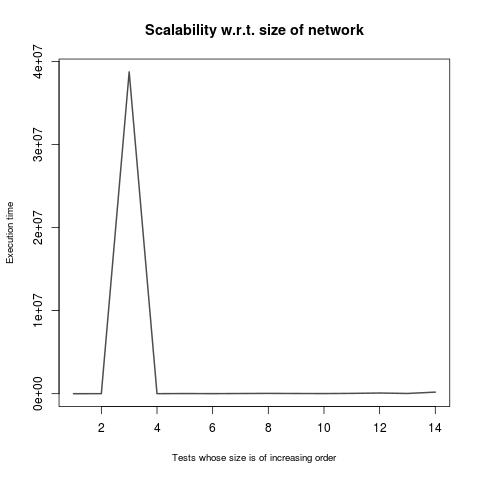 Scalability w.r.t. size of network
4e+07
3e+07
2e+07
1e+07
0e+00
Execution time
2 4 6 8 10 12 14
Tests whose size is of increasing order